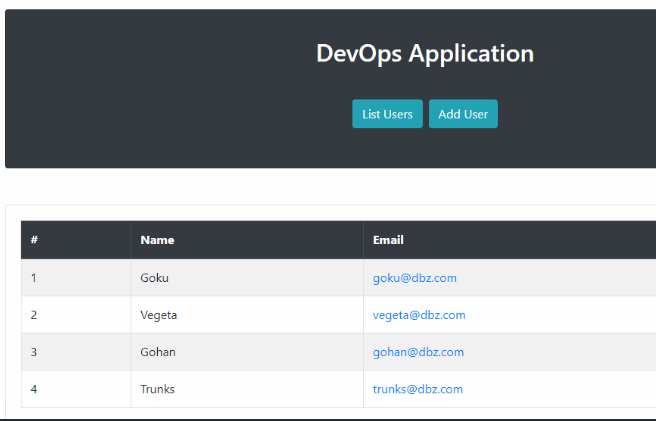 DevOps Application
List Users Add User
# Name Email
1 Goku goku@dbz.com
2 Vegeta vegeta@dbz.com
3 Gohan gohan@dbz.com
4 Trunks trunks@dbz.com